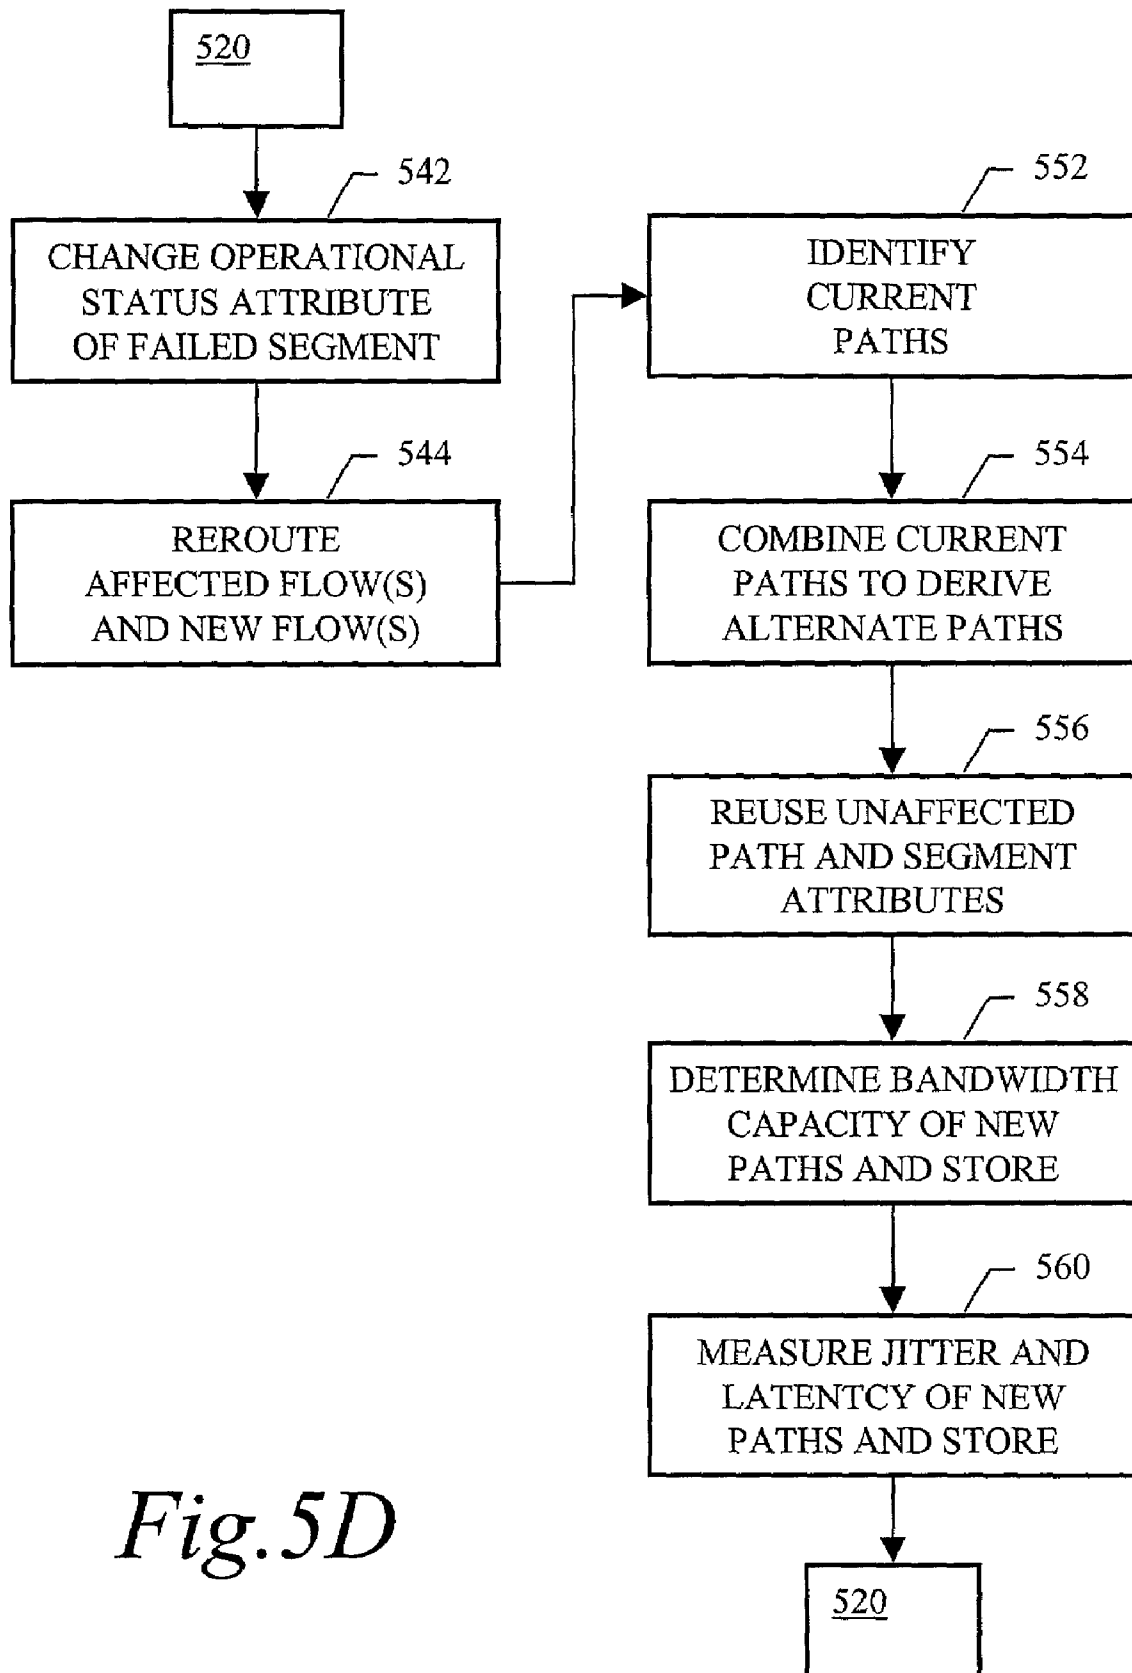 520
542
CHANGE OPERATIONAL
STATUS ATTRIBUTE
OF FAILED SEGMENT
544
REROUTE
AFFECTED FLOW(S)
AND NEW FLOW(S)
552
IDENTIFY
CURRENT
PATHS
554
COMBINE CURRENT
PATHS TO DERIVE
ALTERNATE PATHS
556
REUSE UNAFFECTED
PATH AND SEGMENT
ATTRIBUTES
558
DETERMINE BANDWIDTH
CAPACITY OF NEW
PATHS AND STORE
560
MEASURE JITTER AND
LATENTCY OF NEW
PATHS AND STORE
520
Fig.5D